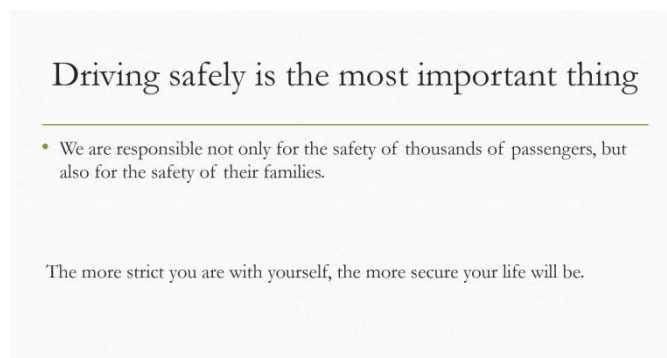 Driving safely is the most important thing
• We are responsible not only for the safety of thousands of passengers, but
also for the safety of their families.
The more strict you are with yourself, the more secure your life will be.